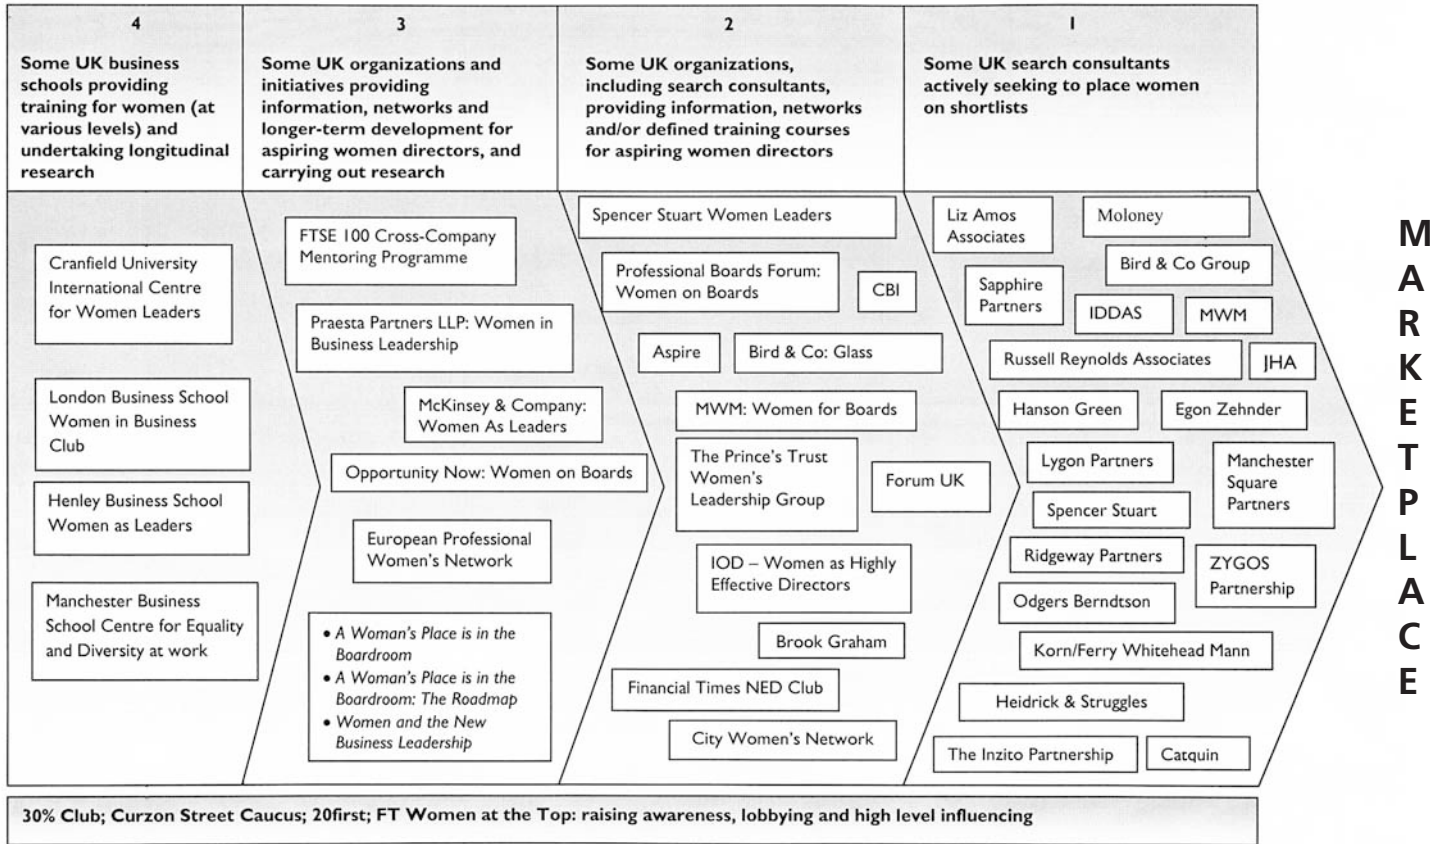 4
Some UK business
schools providing
training for women (at
various levels) and
undertaking longitudinal
research
3
Some UK organizations and
initiatives providing
information, networks and
longer-term development for
aspiring women directors, and
carrying out research
2
Some UK organizations,
including search consultants,
providing information, networks
and/or defined training courses
for aspiring women directors
1
Some UK search consultants
actively seeking to place women
on shortlists
Cranfield University
International Centre
for Women Leaders
London Business School
Women in Business
Club
Henley Business School
Women as Leaders
Manchester Business
School Centre for Equality
and Diversity at work
FTSE 100 Cross-Company
Mentoring Programme
Praesta Partners LLP: Women in
Business Leadership
McKinsey & Company:
Women As Leaders
Opportunity Now: Women on Boards
European Professional
Women's Network
• A Woman's Place is in the
Boardroom
• A Woman's Place is in the
Boardroom: The Roadmap
• Women and the New
Business Leadership
Spencer Stuart Women Leaders
Professional Boards Forum:
Women on Boards
CBI
Aspire
Bird & Co: Glass
MWM: Women for Boards
The Prince's Trust
Women's
Leadership Group
Forum UK
IOD – Women as Highly
Effective Directors
Brook Graham
Financial Times NED Club
City Women's Network
Liz Amos
Associates
Moloney
Bird & Co Group
Sapphire
Partners
IDDAS
MWM
Russell Reynolds Associates
JHA
Hanson Green
Egon Zehnder
Lygon Partners
Manchester
Square
Partners
Spencer Stuart
Ridgeway Partners
ZYGOS
Partnership
Odgers Berndtson
Korn/Ferry Whitehead Mann
Heidrick & Struggles
The Inzito Partnership
Catquin
MARKETPLACE
30% Club; Curzon Street Caucus; 20first; FT Women at the Top: raising awareness, lobbying and high level influencing